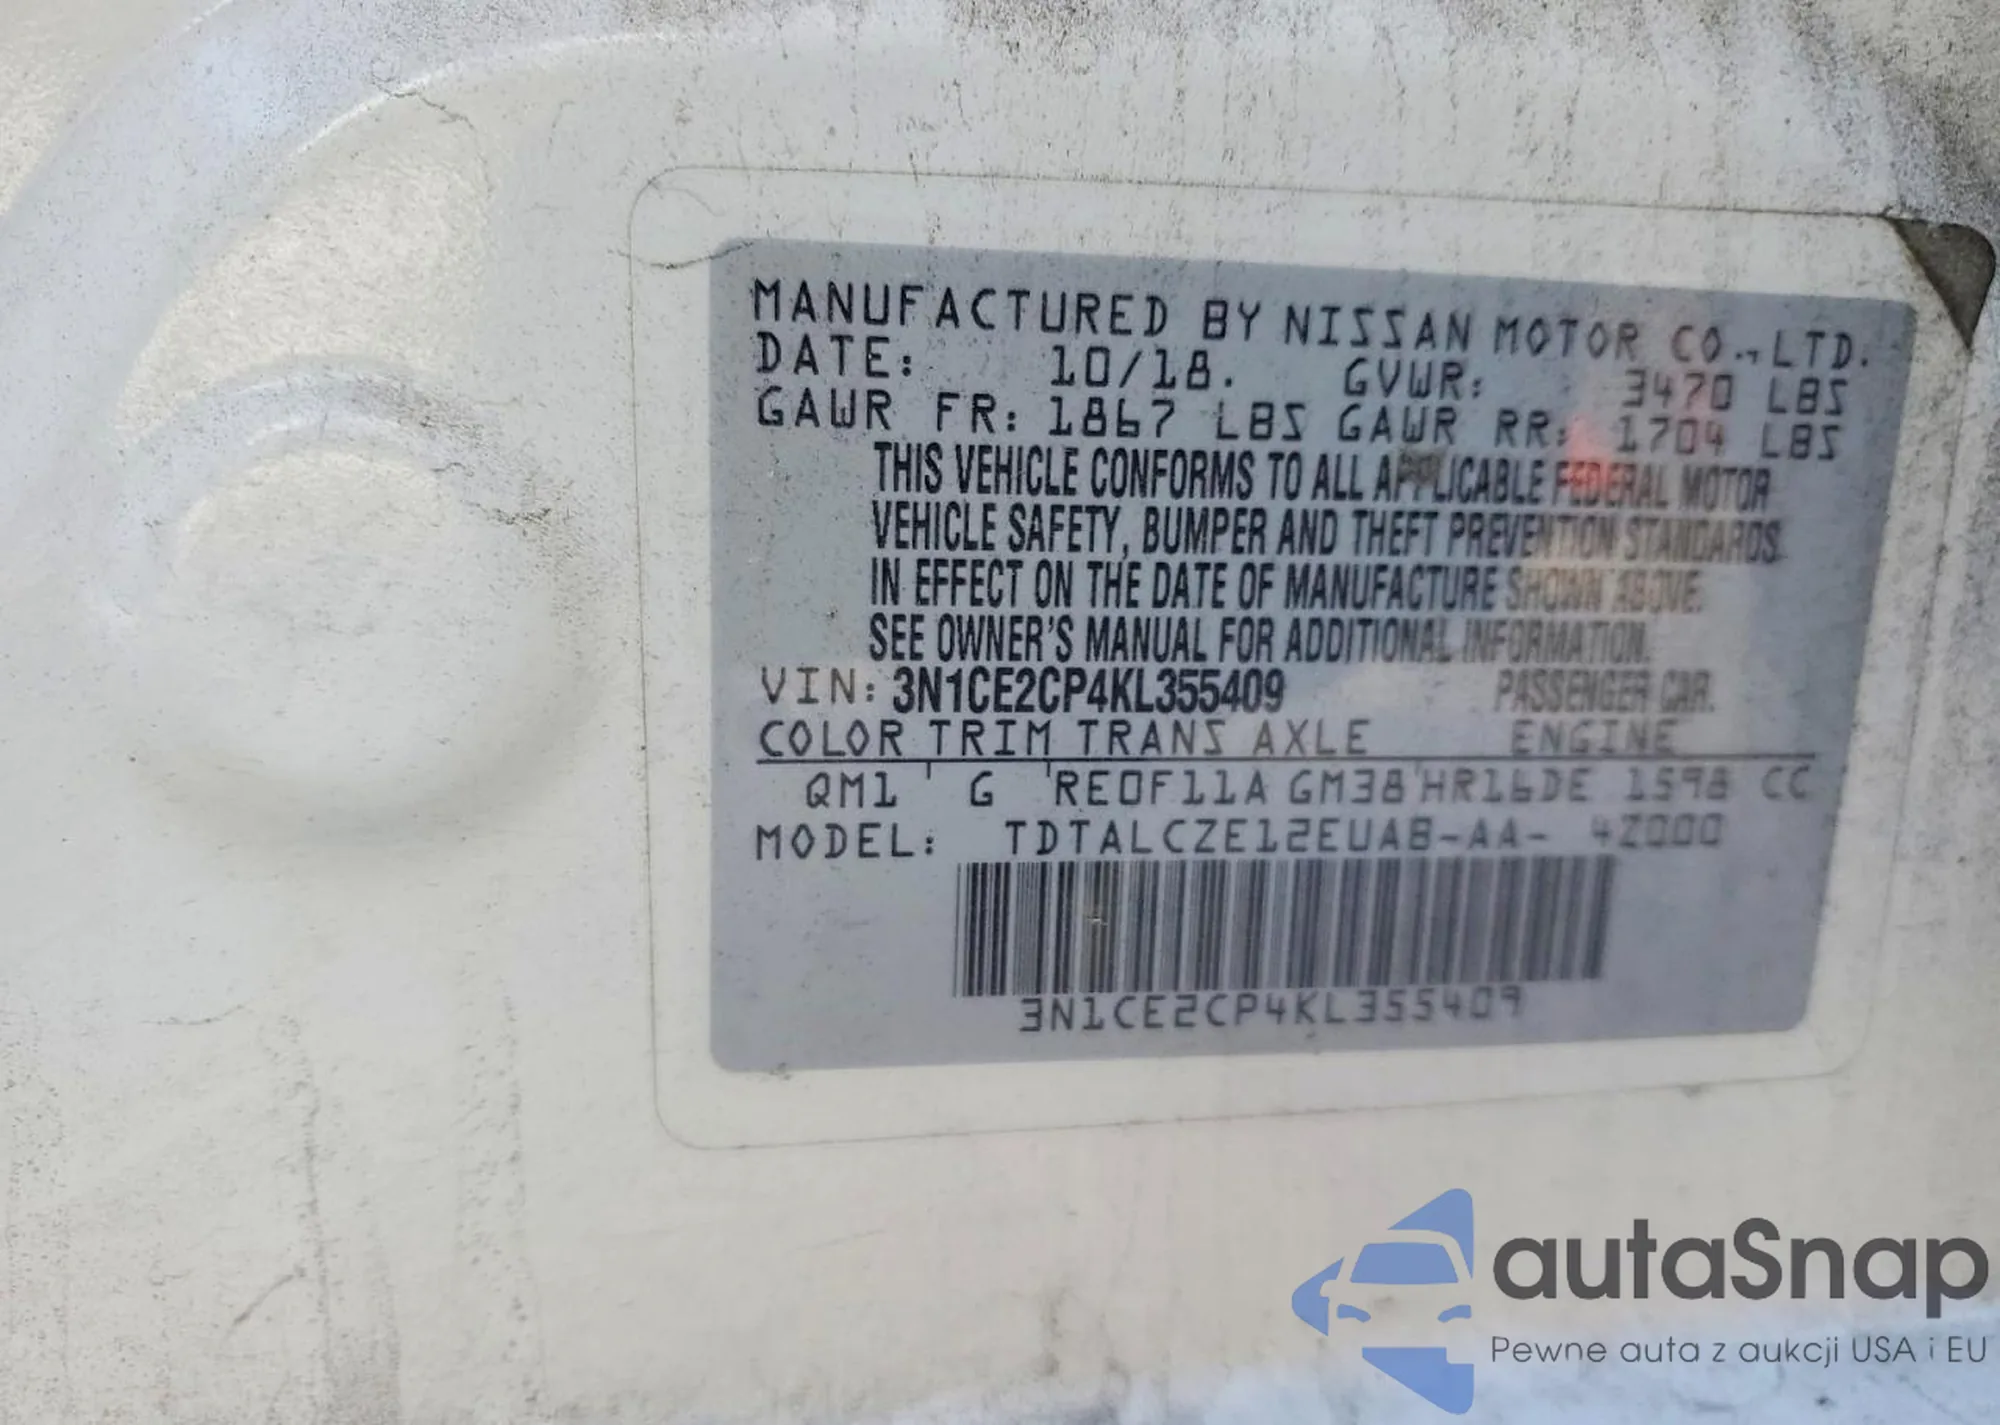 MANUFACTURED BY NISSAN MOTOR CO., LTD.
DATE: 10/18. GVWR: 3470 LBS
GAWR FR: 1867 LBS GAWR RR: 1704 LBS
THIS VEHICLE CONFORMS TO ALL APPLICABLE FEDERAL MOTOR
VEHICLE SAFETY, BUMPER AND THEFT PREVENTION STANDARDS
IN EFFECT ON THE DATE OF MANUFACTURE SHOWN ABOVE.
SEE OWNER'S MANUAL FOR ADDITIONAL INFORMATION.
VIN: 3N1CE2CP4KL355409 PASSENGER CAR.
COLOR TRIM TRANS AXLE ENGINE
QM1 G RE0F11A GM38 HR16DE 1598 CC
MODEL: TDTALCZE12EUAB-AA- 4Z000
3N1CE2CP4KL355409
autaSnap
Pewne auta z aukcji USA i EU